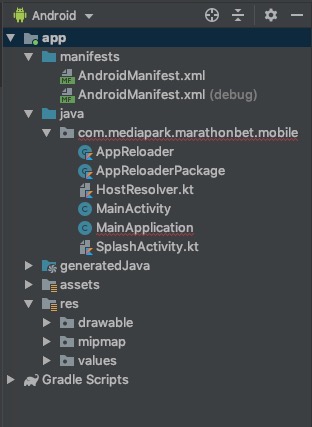 Android
app
manifests
AndroidManifest.xml
AndroidManifest.xml (debug)
java
com.mediapark.marathonbet.mobile
AppReloader
AppReloaderPackage
HostResolver.kt
MainActivity
MainApplication
SplashActivity.kt
generatedJava
assets
res
drawable
mipmap
values
Gradle Scripts